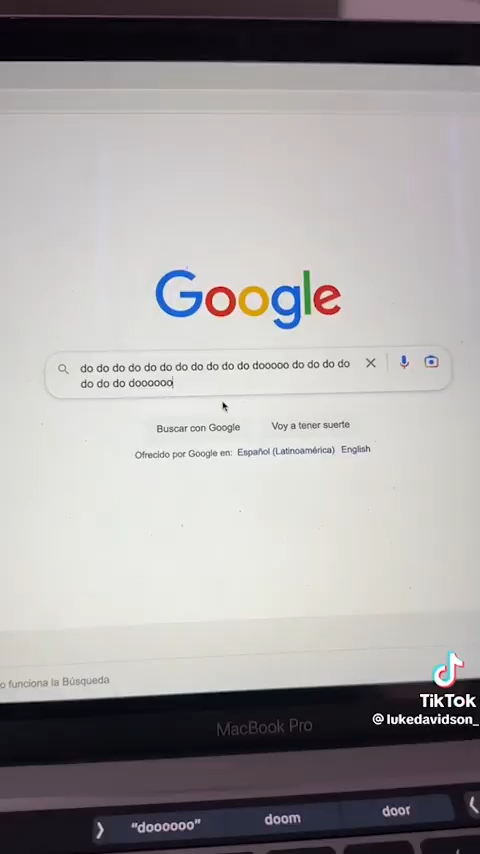 Google
do do do do do do do do do do do dooooo do do do do
do do do doooooo
Buscar con Google
Voy a tener suerte
Ofrecido por Google en: Español (Latinoamérica) English
o funciona la Búsqueda
TikTok
@lukedavidson_
MacBook Pro
"doooooo"
doom
door